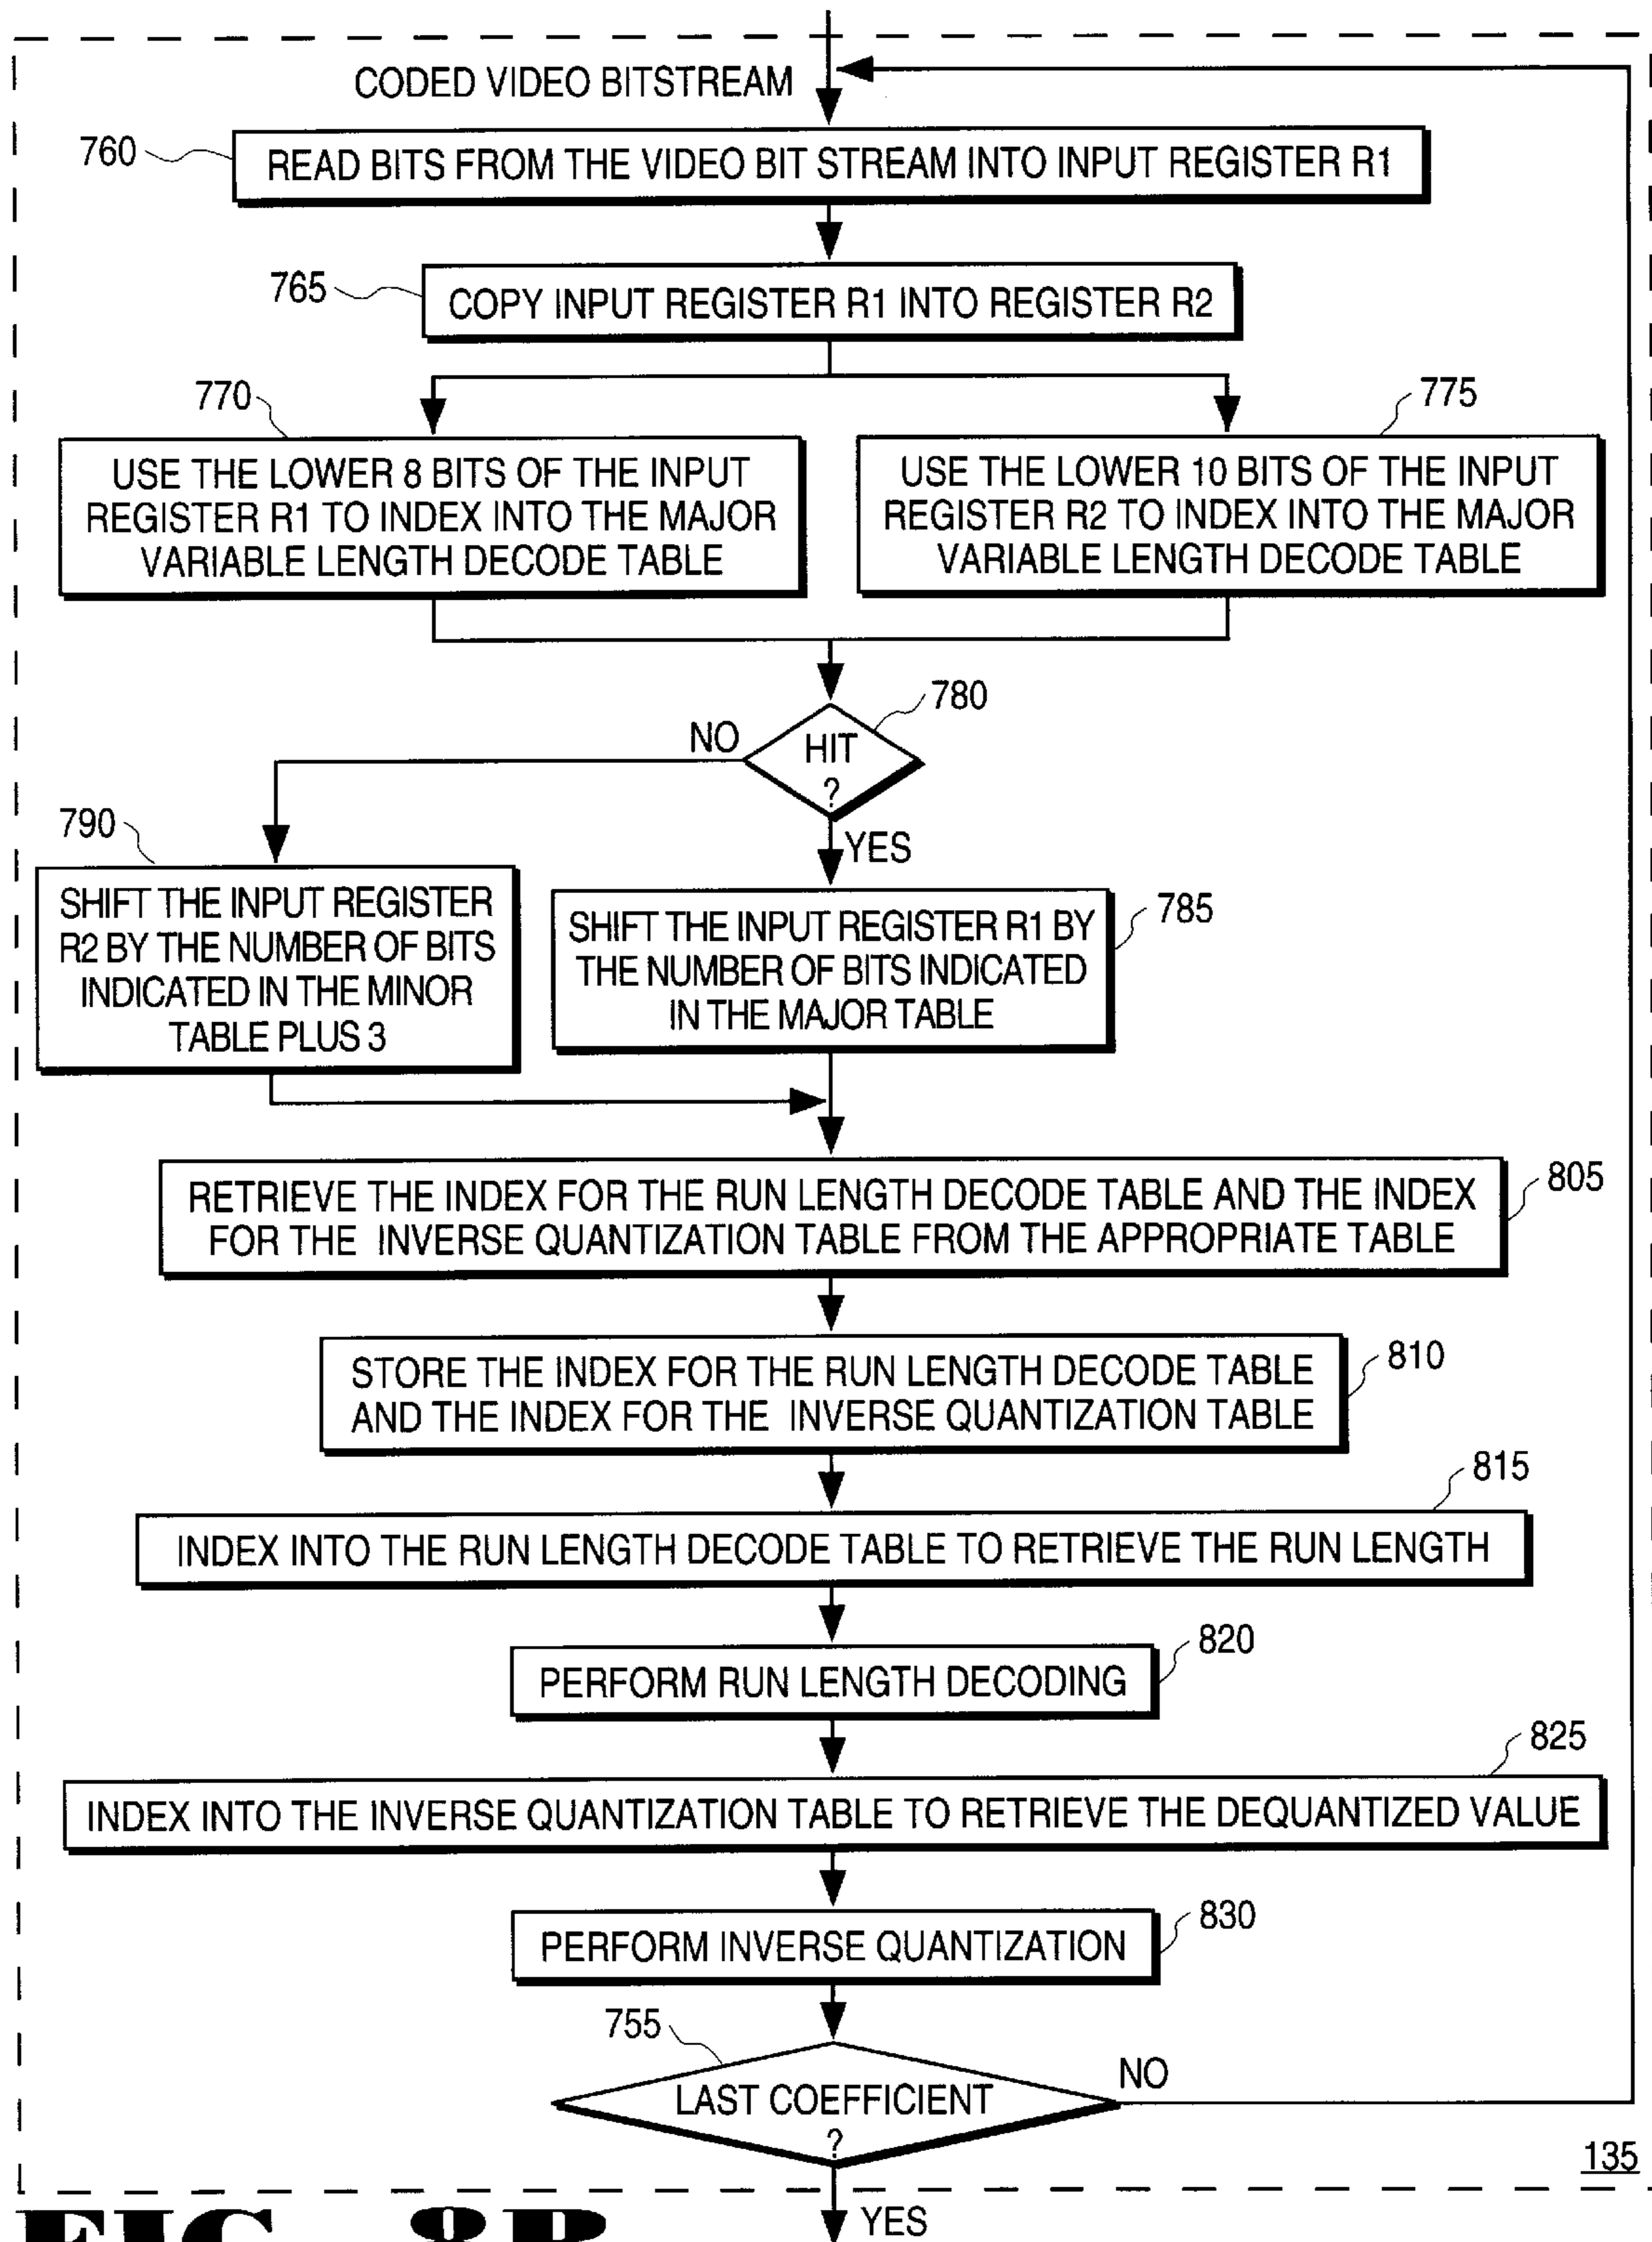 CODED VIDEO BITSTREAM
760
READ BITS FROM THE VIDEO BIT STREAM INTO INPUT REGISTER R1
765
COPY INPUT REGISTER R1 INTO REGISTER R2
770
USE THE LOWER 8 BITS OF THE INPUT
REGISTER R1 TO INDEX INTO THE MAJOR
VARIABLE LENGTH DECODE TABLE
775
USE THE LOWER 10 BITS OF THE INPUT
REGISTER R2 TO INDEX INTO THE MAJOR
VARIABLE LENGTH DECODE TABLE
780
HIT
?
NO
YES
790
SHIFT THE INPUT REGISTER
R2 BY THE NUMBER OF BITS
INDICATED IN THE MINOR
TABLE PLUS 3
785
SHIFT THE INPUT REGISTER R1 BY
THE NUMBER OF BITS INDICATED
IN THE MAJOR TABLE
805
RETRIEVE THE INDEX FOR THE RUN LENGTH DECODE TABLE AND THE INDEX
FOR THE INVERSE QUANTIZATION TABLE FROM THE APPROPRIATE TABLE
810
STORE THE INDEX FOR THE RUN LENGTH DECODE TABLE
AND THE INDEX FOR THE INVERSE QUANTIZATION TABLE
815
INDEX INTO THE RUN LENGTH DECODE TABLE TO RETRIEVE THE RUN LENGTH
820
PERFORM RUN LENGTH DECODING
825
INDEX INTO THE INVERSE QUANTIZATION TABLE TO RETRIEVE THE DEQUANTIZED VALUE
830
PERFORM INVERSE QUANTIZATION
755
LAST COEFFICIENT
?
NO
135
YES